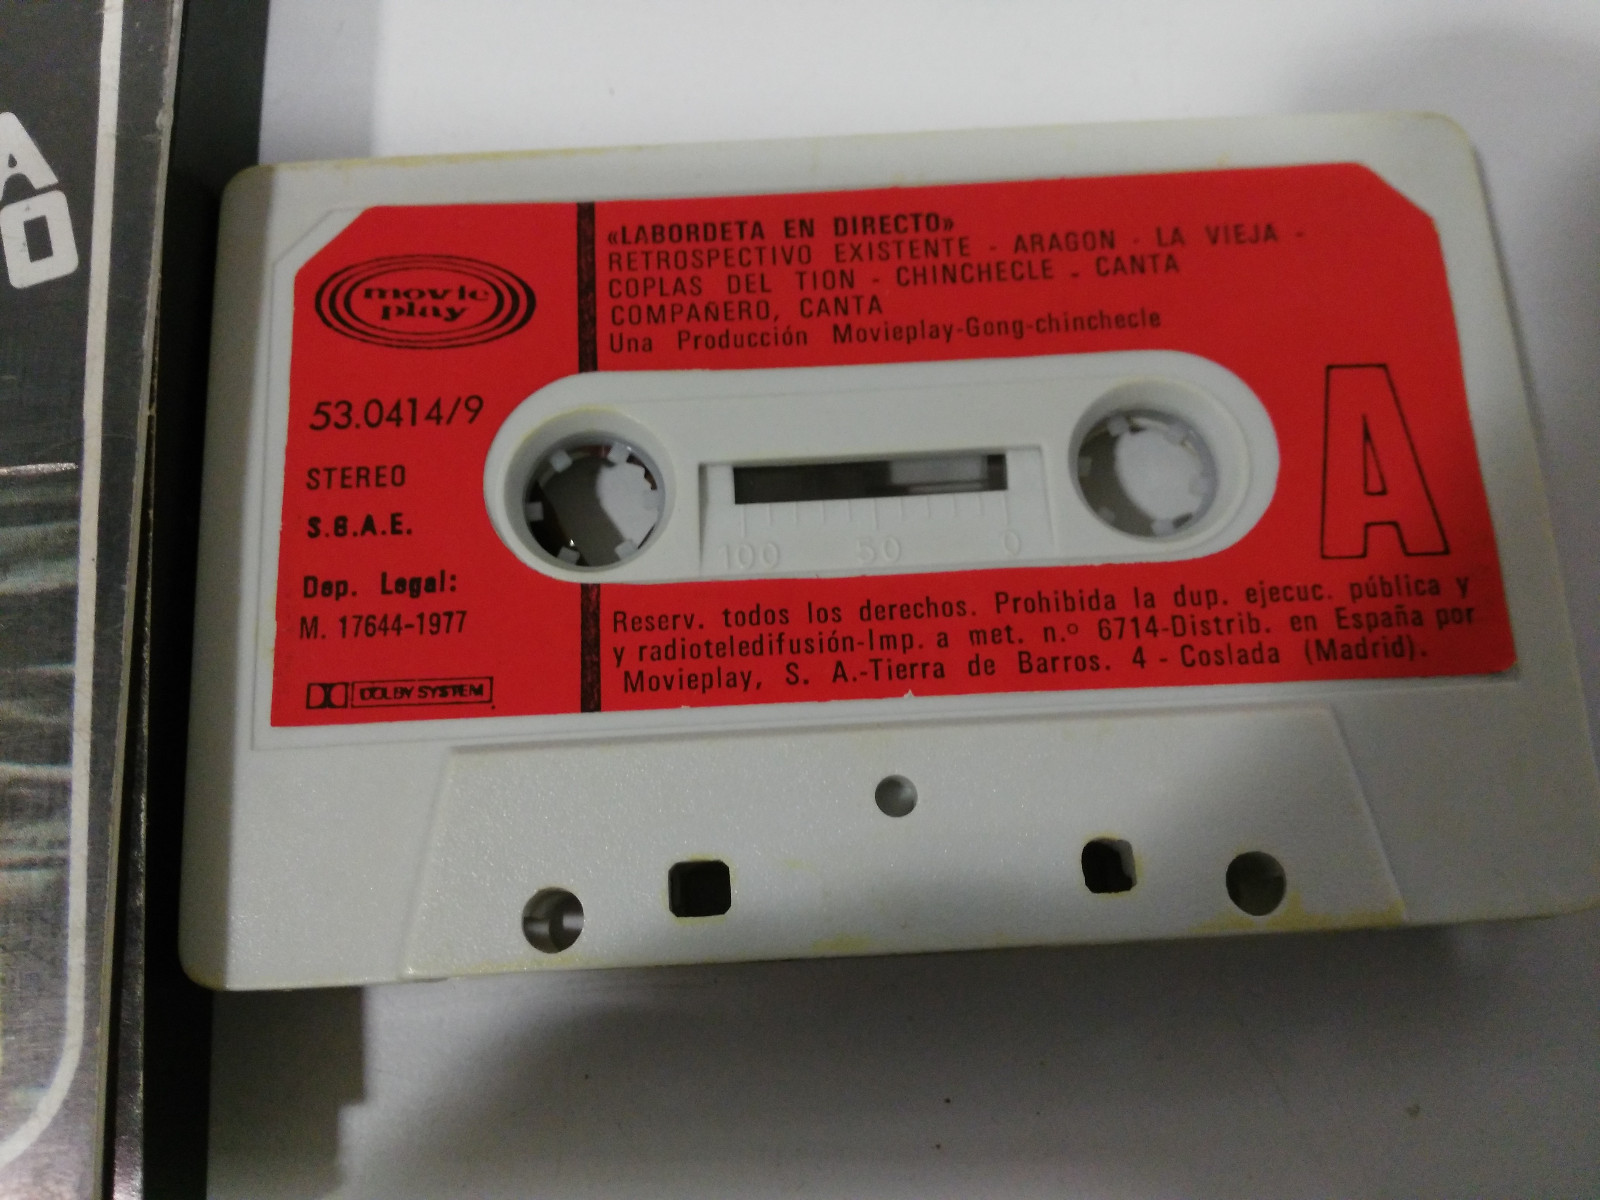 A
O
«LABORDETA EN DIRECTO»
RETROSPECTIVO EXISTENTE - ARAGON - LA VIEJA -
COPLAS DEL TION - CHINCHECLE - CANTA
COMPAÑERO, CANTA
Una Producción Movieplay-Gong-chinchecle
movie
play
53.0414/9
STEREO
S.G.A.E.
Dep. Legal:
M. 17644-1977
DOLBY SYSTEM
A
100 50 0
Reserv. todos los derechos. Prohibida la dup. ejecuc. pública y
y radioteledifusión-Imp. a met. n.º 6714-Distrib. en España por
Movieplay, S. A.-Tierra de Barros. 4 - Coslada (Madrid).